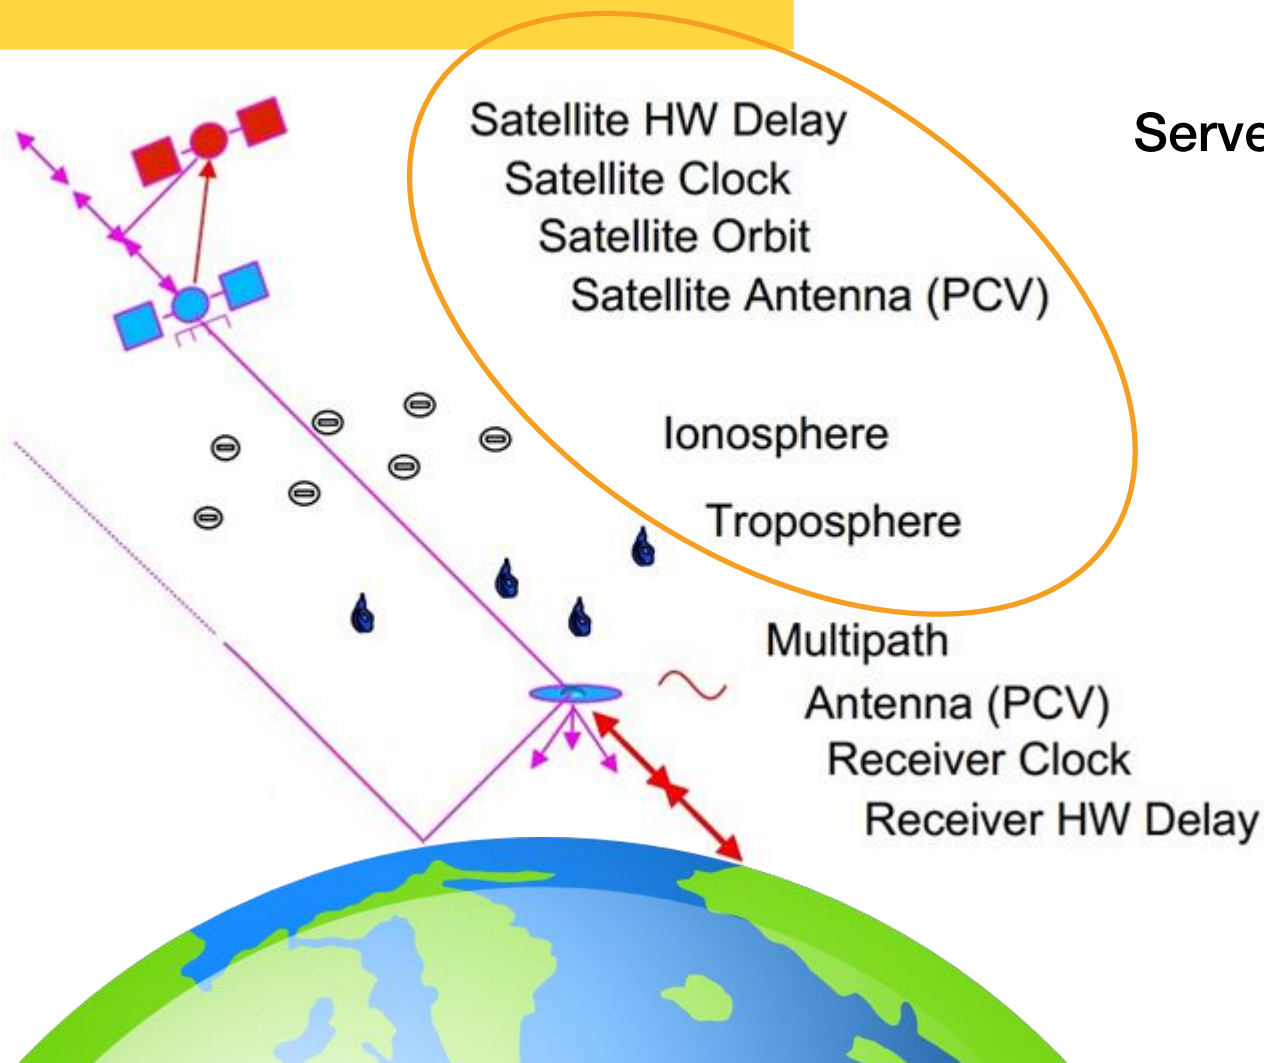 Satellite HW Delay
Satellite Clock
Satellite Orbit
Satellite Antenna (PCV)
Ionosphere
Troposphere
Multipath
Antenna (PCV)
Receiver Clock
Receiver HW Delay